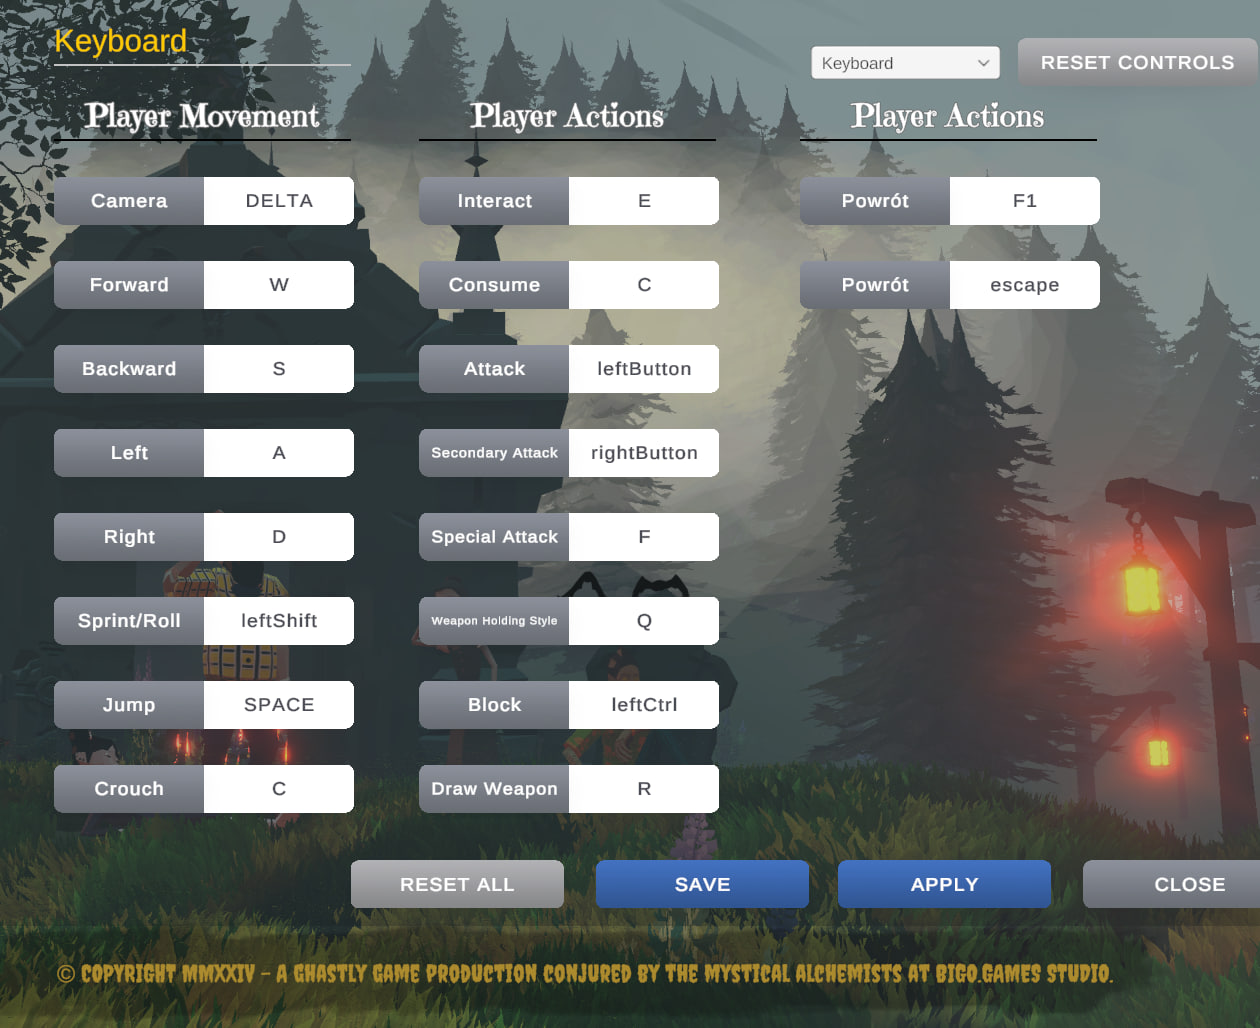 Keyboard
Keyboard
RESET CONTROLS
Player Movement
Camera DELTA
Forward W
Backward S
Left A
Right D
Sprint/Roll leftShift
Jump SPACE
Crouch C
Player Actions
Interact E
Consume C
Attack leftButton
Secondary Attack rightButton
Special Attack F
Weapon Holding Style Q
Block leftCtrl
Draw Weapon R
Player Actions
Powrót F1
Powrót escape
RESET ALL
SAVE
APPLY
CLOSE
© COPYRIGHT MMXXIV - A GHASTLY GAME PRODUCTION CONJURED BY THE MYSTICAL ALCHEMISTS AT BIGO.GAMES STUDIO.